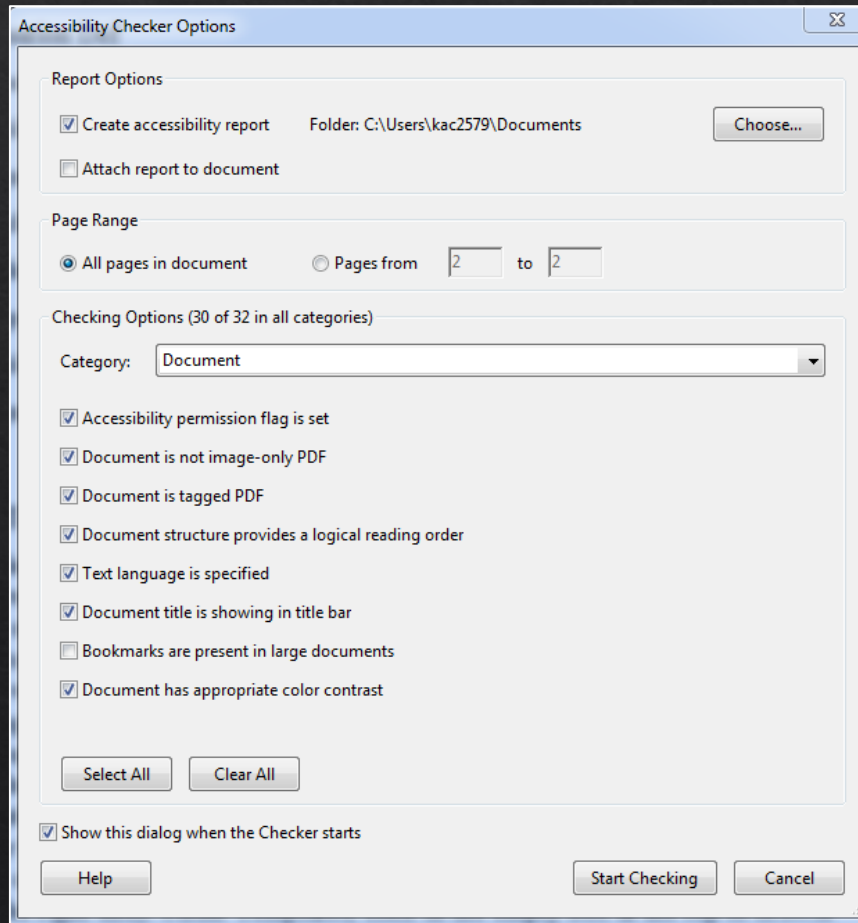 Accessibility Checker Options
Report Options
Create accessibility report Folder: C:\Users\kac2579\Documents Choose...
Attach report to document
Page Range
All pages in document Pages from 2 to 2
Checking Options (30 of 32 in all categories)
Category: Document
Accessibility permission flag is set
Document is not image-only PDF
Document is tagged PDF
Document structure provides a logical reading order
Text language is specified
Document title is showing in title bar
Bookmarks are present in large documents
Document has appropriate color contrast
Select All Clear All
Show this dialog when the Checker starts
Help Start Checking Cancel